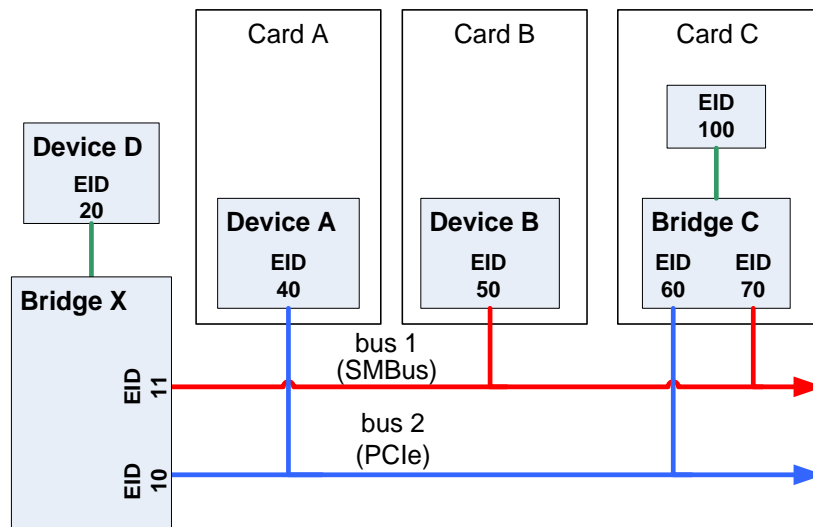 Card A
Card B
Card C
EID
100
Device D
EID
20
Device A
EID
40
Device B
EID
50
Bridge C
EID
60
EID
70
Bridge X
bus 1
(SMBus)
EID
11
bus 2
(PCIe)
EID
10